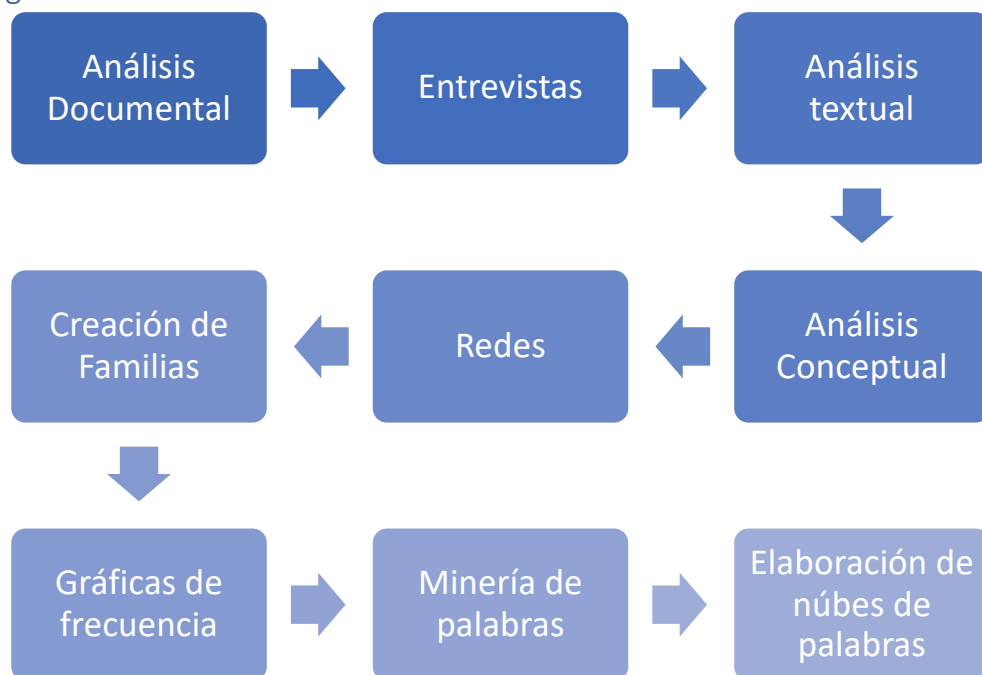 Análisis
Documental
Entrevistas
Análisis
textual
Análisis
Conceptual
Redes
Creación de
Familias
Gráficas de
frecuencia
Minería de
palabras
Elaboración de
núbes de
palabras